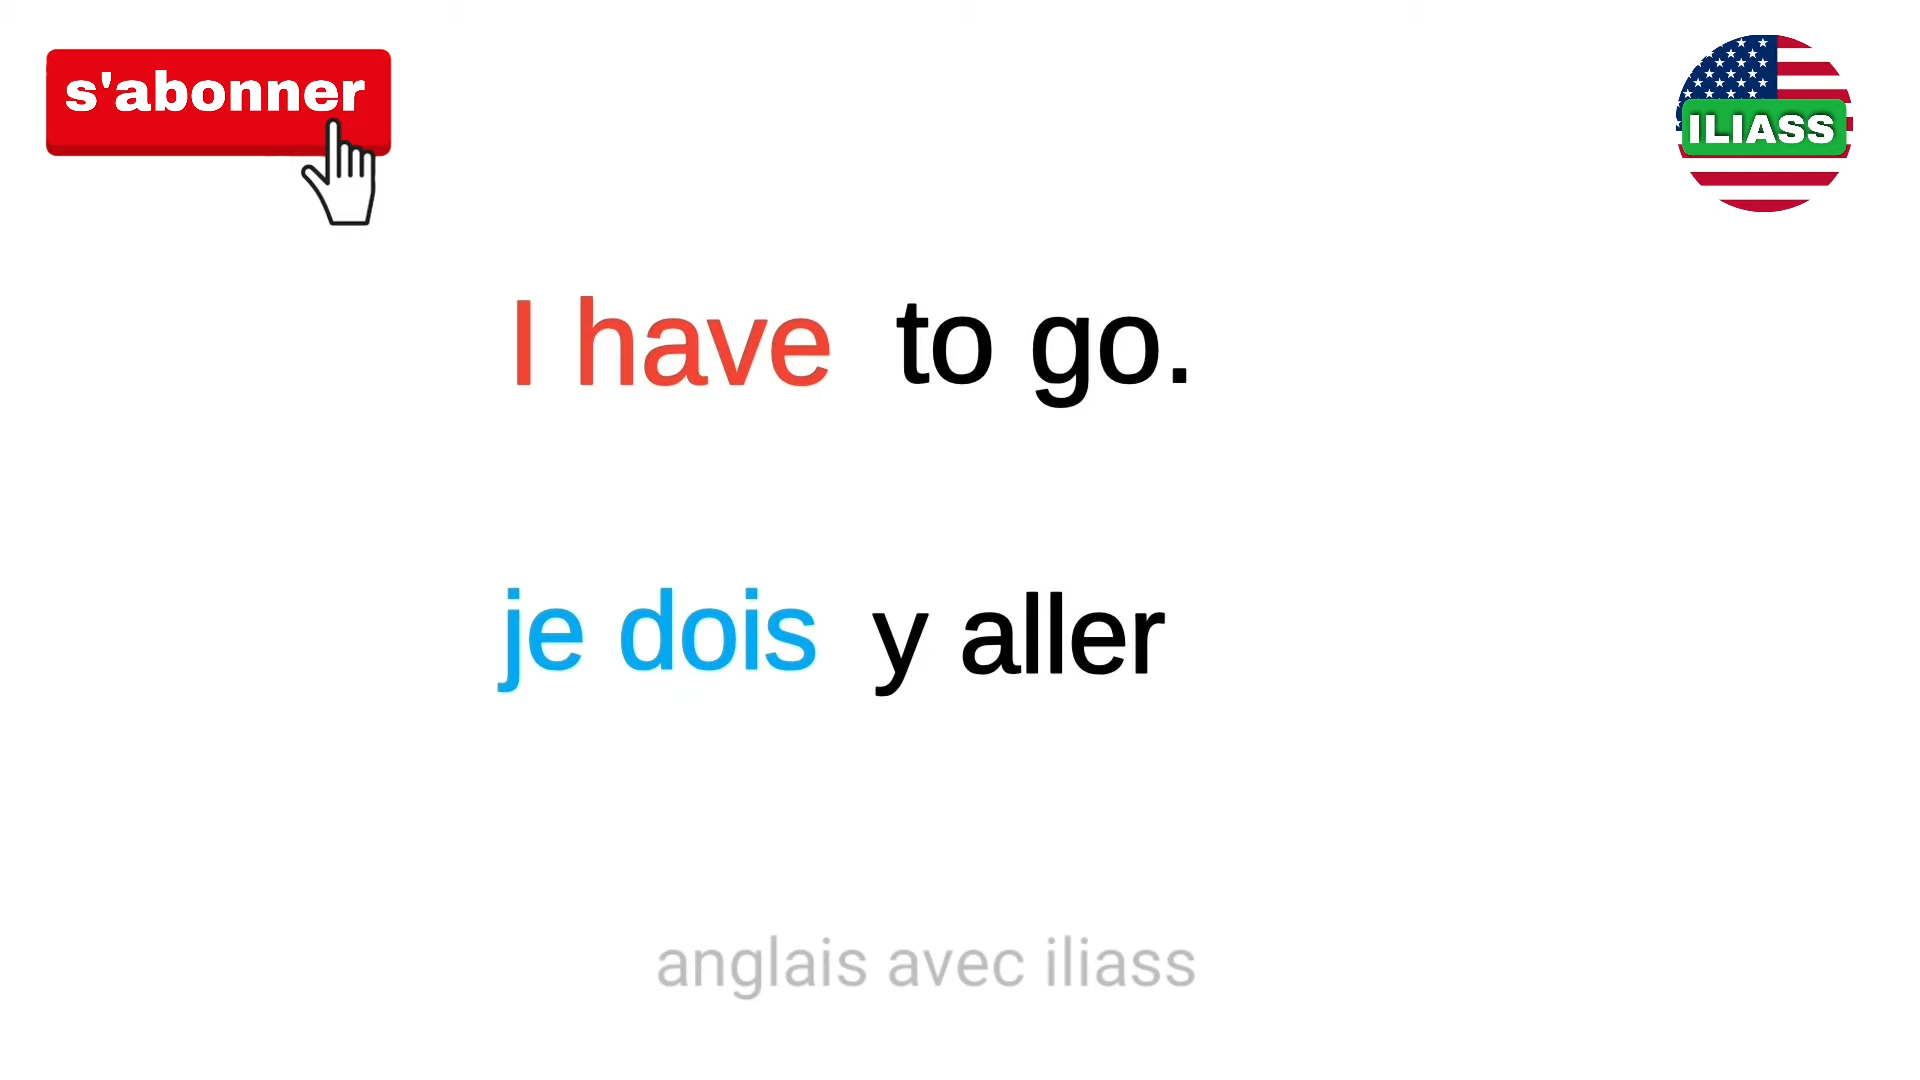 s'abonner
ILIASS
I have to go.
je dois y aller
anglais avec iliass